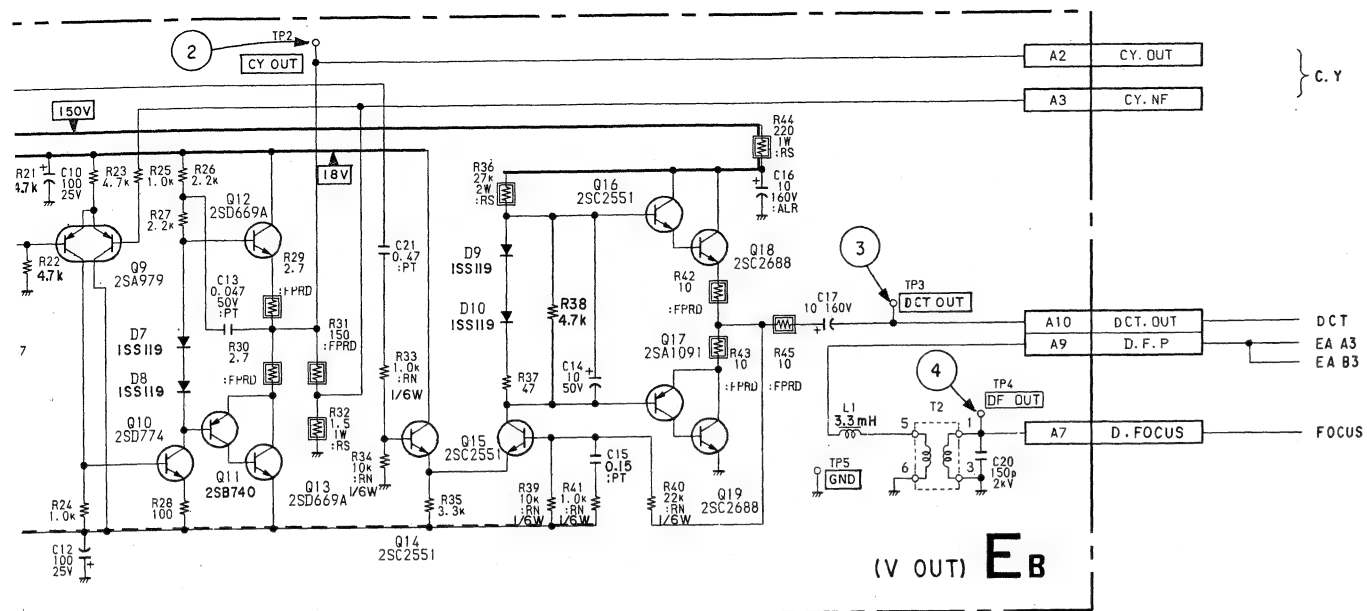 2
TP2
CY OUT
A2 CY. OUT
C. Y
A3 CY. NF
150V
R44
220
1W
:RS
18V
R21
4.7k
C10
100
25V
R23
4.7k
R25
1.0k
R26
2.2k
R27
2.2k
Q12
2SD669A
R36
27k
2W
:RS
Q16
2SC2551
C16
10
160V
:ALR
R22
4.7k
Q9
2SA979
C13
0.047
50V
:PT
R29
2.7
:FPRD
C21
0.47
:PT
D9
1SS119
D10
1SS119
R38
4.7k
Q18
2SC2688
R42
10
:FPRD
3
TP3
DCT OUT
C17
10 160V
D7
1SS119
D8
1SS119
R30
2.7
:FPRD
R31
150
:FPRD
R33
1.0k
:RN
1/6W
R37
47
C14
10
50V
Q17
2SA1091
R43
10
:FPRD
R45
10
:FPRD
A10 DCT. OUT DCT
A9 D. F. P EA A3
EA B3
7
4
TP4
DF OUT
Q10
2SD774
R32
1.5
1W
:RS
L1
3.3mH
T2
5
1
6
3
A7 D. FOCUS FOCUS
C20
150p
2kV
Q11
2SB740
Q13
2SD669A
R34
10k
:RN
1/6W
Q15
2SC2551
C15
0.15
:PT
TP5
GND
R24
1.0k
R28
100
R35
3.3k
R39
10k
:RN
1/6W
R41
1.0k
:RN
1/6W
R40
22k
:RN
1/6W
Q19
2SC2688
C12
100
25V
Q14
2SC2551
(V OUT) EB